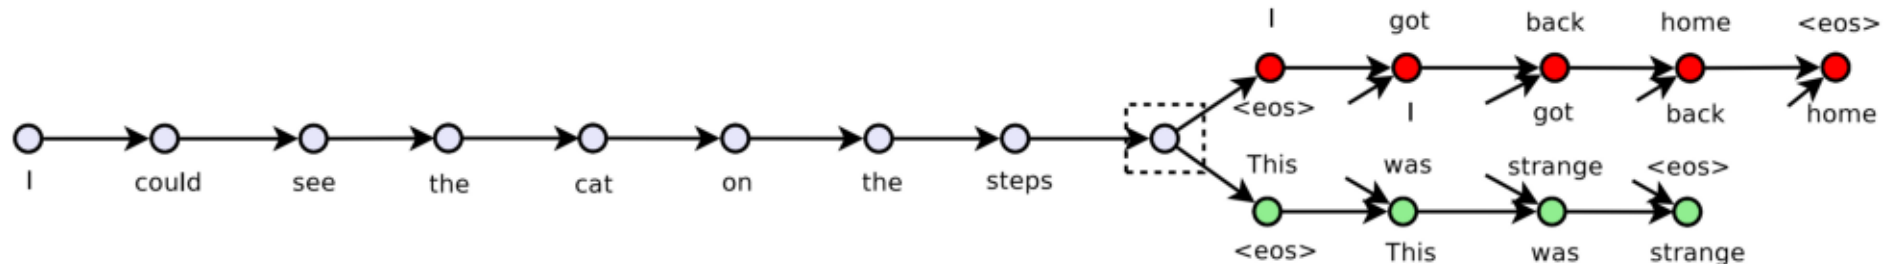 I got back home <eos>
<eos> I got back home
I could see the cat on the steps
This was strange <eos>
<eos> This was strange